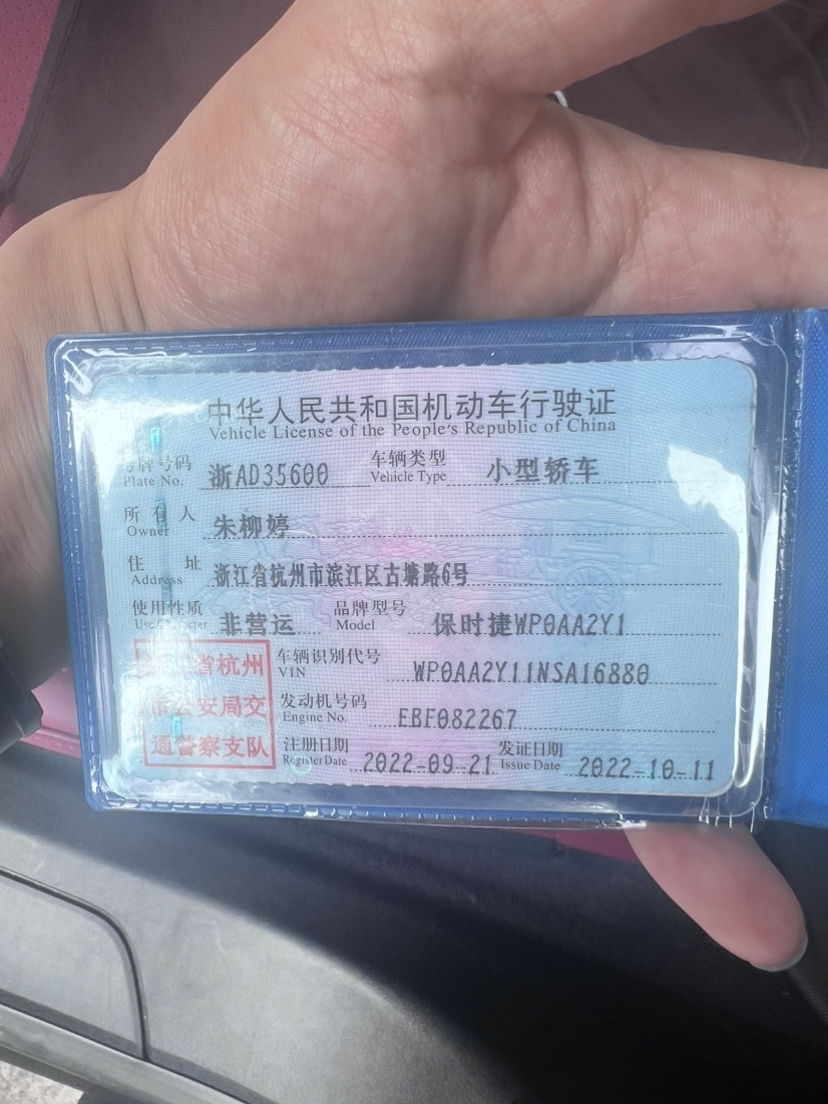 中华人民共和国机动车行驶证
Vehicle License of the People's Republic of China
号牌号码 浙AD35600 车辆类型 小型轿车
Plate No. Vehicle Type
所有人 朱柳婷
Owner
住址 浙江省杭州市滨江区古塘路6号
Address
使用性质 非营运 品牌型号 保时捷WP0AA2Y1
Use Character Model
车辆识别代号 WP0AA2Y11NSA16880
VIN
发动机号码 EBF082267
Engine No.
注册日期 2022-09-21 发证日期 2022-10-11
Register Date Issue Date
省杭州
市公安局交
通警察支队